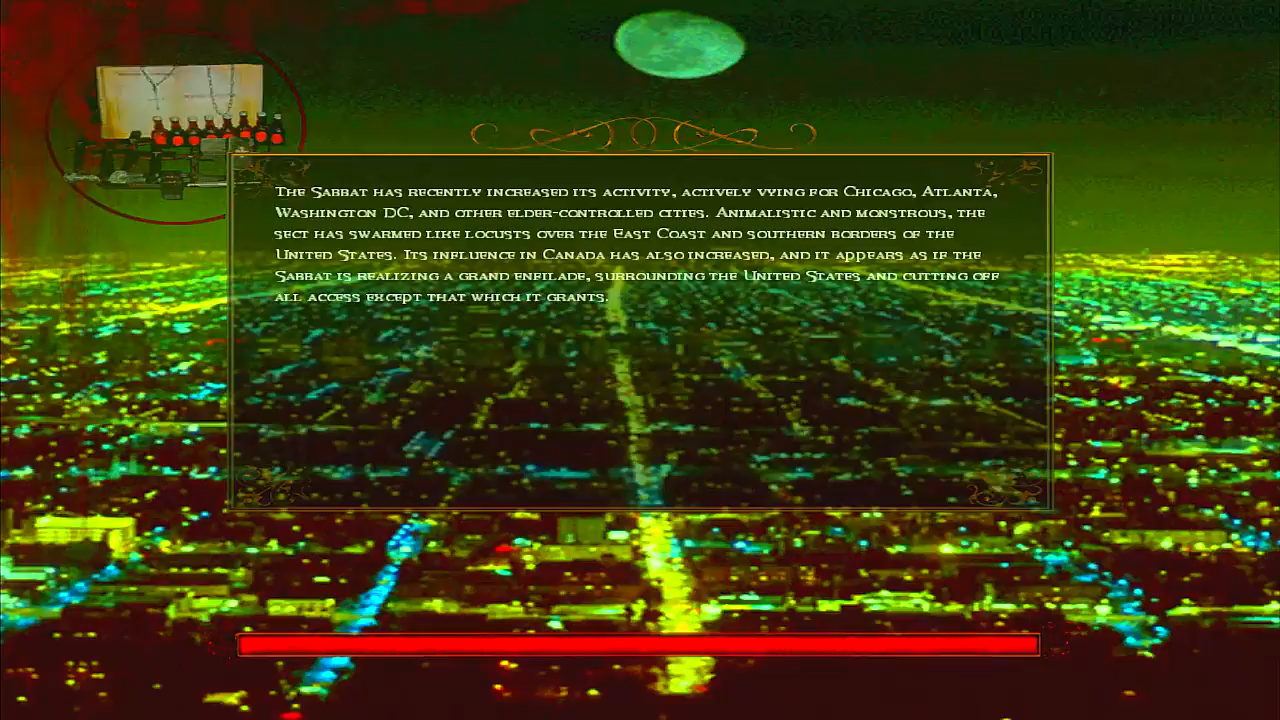 The Sabbat has recently increased its activity, actively vying for Chicago, Atlanta,
Washington DC, and other elder-controlled cities. Animalistic and monstrous, the
sect has swarmed like locusts over the East Coast and southern borders of the
United States. Its influence in Canada has also increased, and it appears as if the
Sabbat is realizing a grand enfilade, surrounding the United States and cutting off
all access except that which it grants.